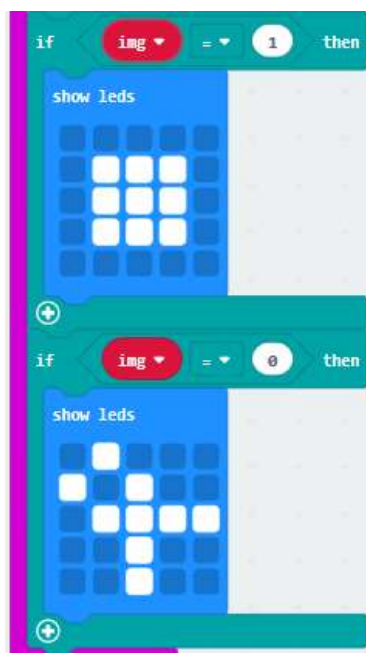 if img = 1 then
show leds
if img = 0 then
show leds